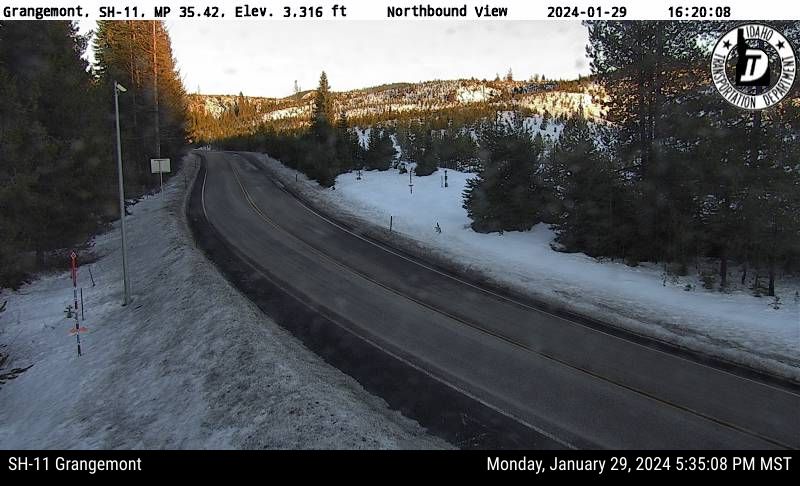 Grangemont, SH-11, MP 35.42, Elev. 3,316 ft Northbound View 2024-01-29 16:20:08
IDAHO
TRANSPORTATION DEPARTMENT
SH-11 Grangemont Monday, January 29, 2024 5:35:08 PM MST